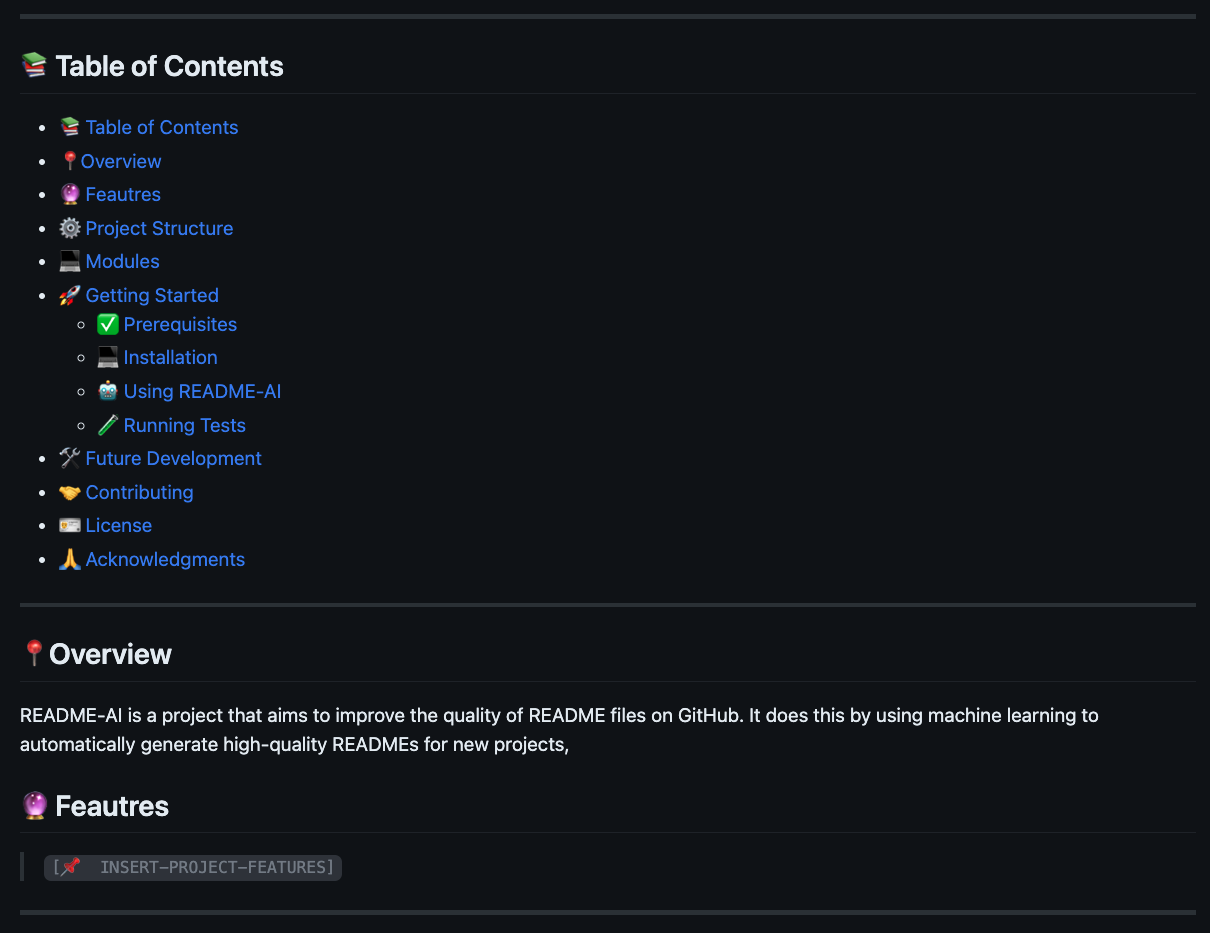 📚 Table of Contents
📚 Table of Contents
📍Overview
🔮 Feautres
⚙️ Project Structure
💻 Modules
🚀 Getting Started
✅ Prerequisites
💻 Installation
🤖 Using README-AI
🧪 Running Tests
🛠 Future Development
🤝 Contributing
🪪 License
🙏 Acknowledgments
📍Overview
README-AI is a project that aims to improve the quality of README files on GitHub. It does this by using machine learning to
automatically generate high-quality READMEs for new projects,
🔮 Feautres
[📌 INSERT-PROJECT-FEATURES]